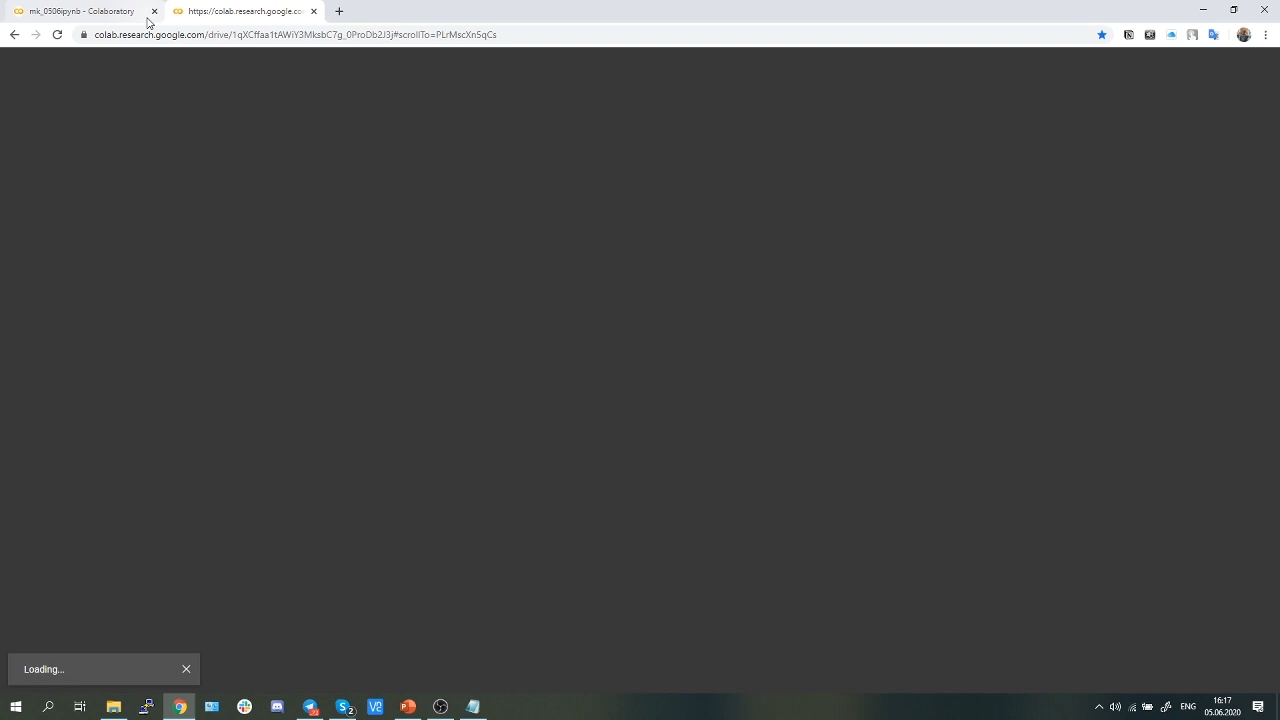 mk_0506ipynb - Colaboratory
https://colab.research.google.co
colab.research.google.com/drive/1qXCffaa1tAWiY3MksbC7g_0ProDb2J3j#scrollTo=PLrMscXnSqCs
Loading...
16:17
ENG
05.06.2020